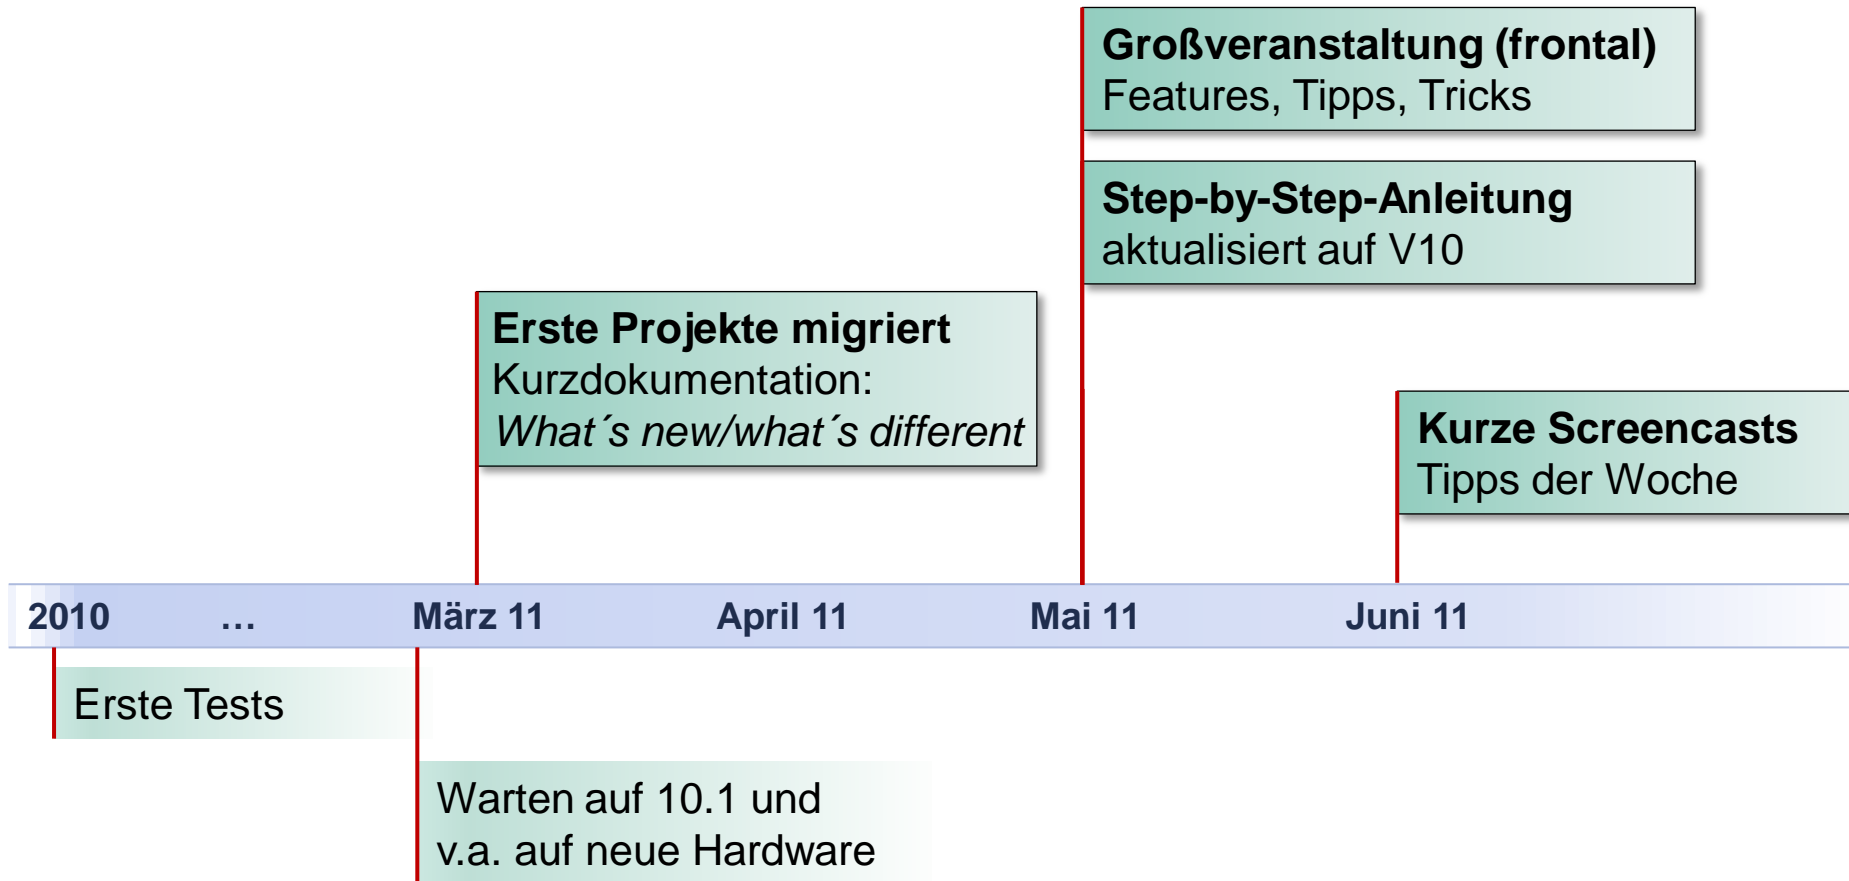 Großveranstaltung (frontal)
Features, Tipps, Tricks
Step-by-Step-Anleitung
aktualisiert auf V10
Erste Projekte migriert
Kurzdokumentation:
What´s new/what´s different
Kurze Screencasts
Tipps der Woche
2010 … März 11 April 11 Mai 11 Juni 11
Erste Tests
Warten auf 10.1 und
v.a. auf neue Hardware